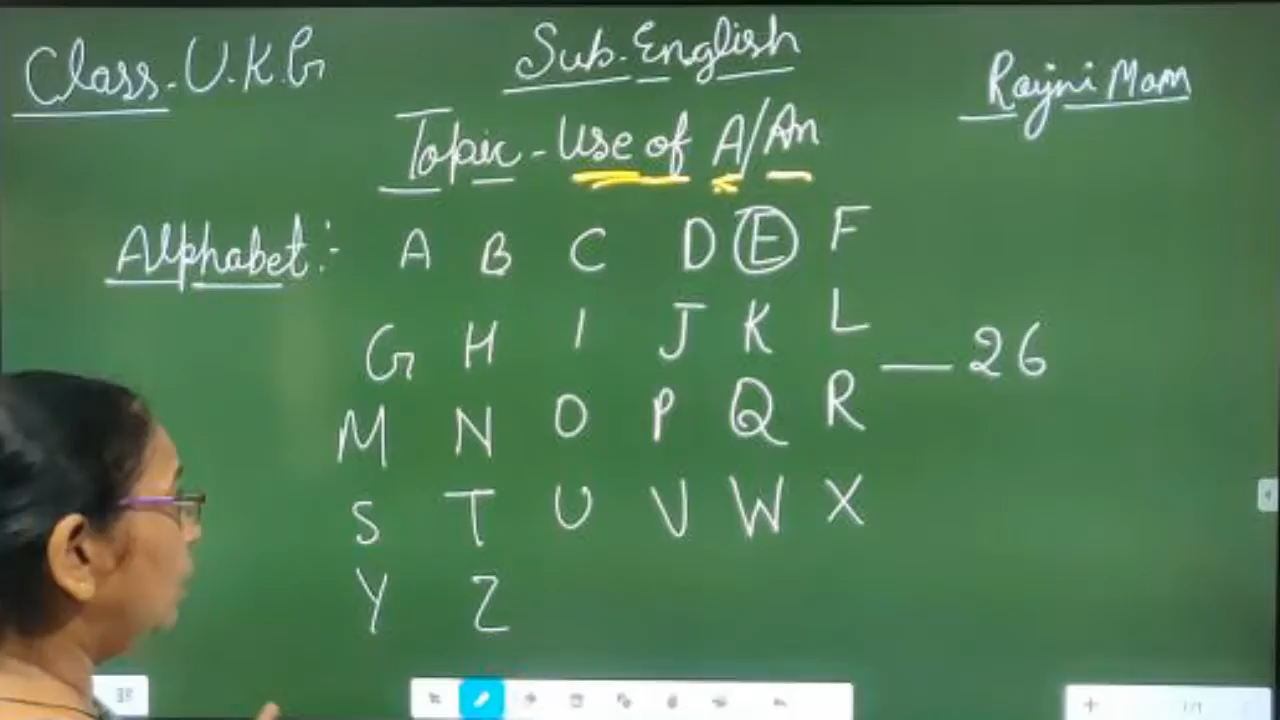 Class-U.K.G
Sub-English
Rajni Mam
Topic-Use of A/An
Alphabet:- A B C D E F
G H I J K L
— 26
M N O P Q R
S T U V W X
Y Z